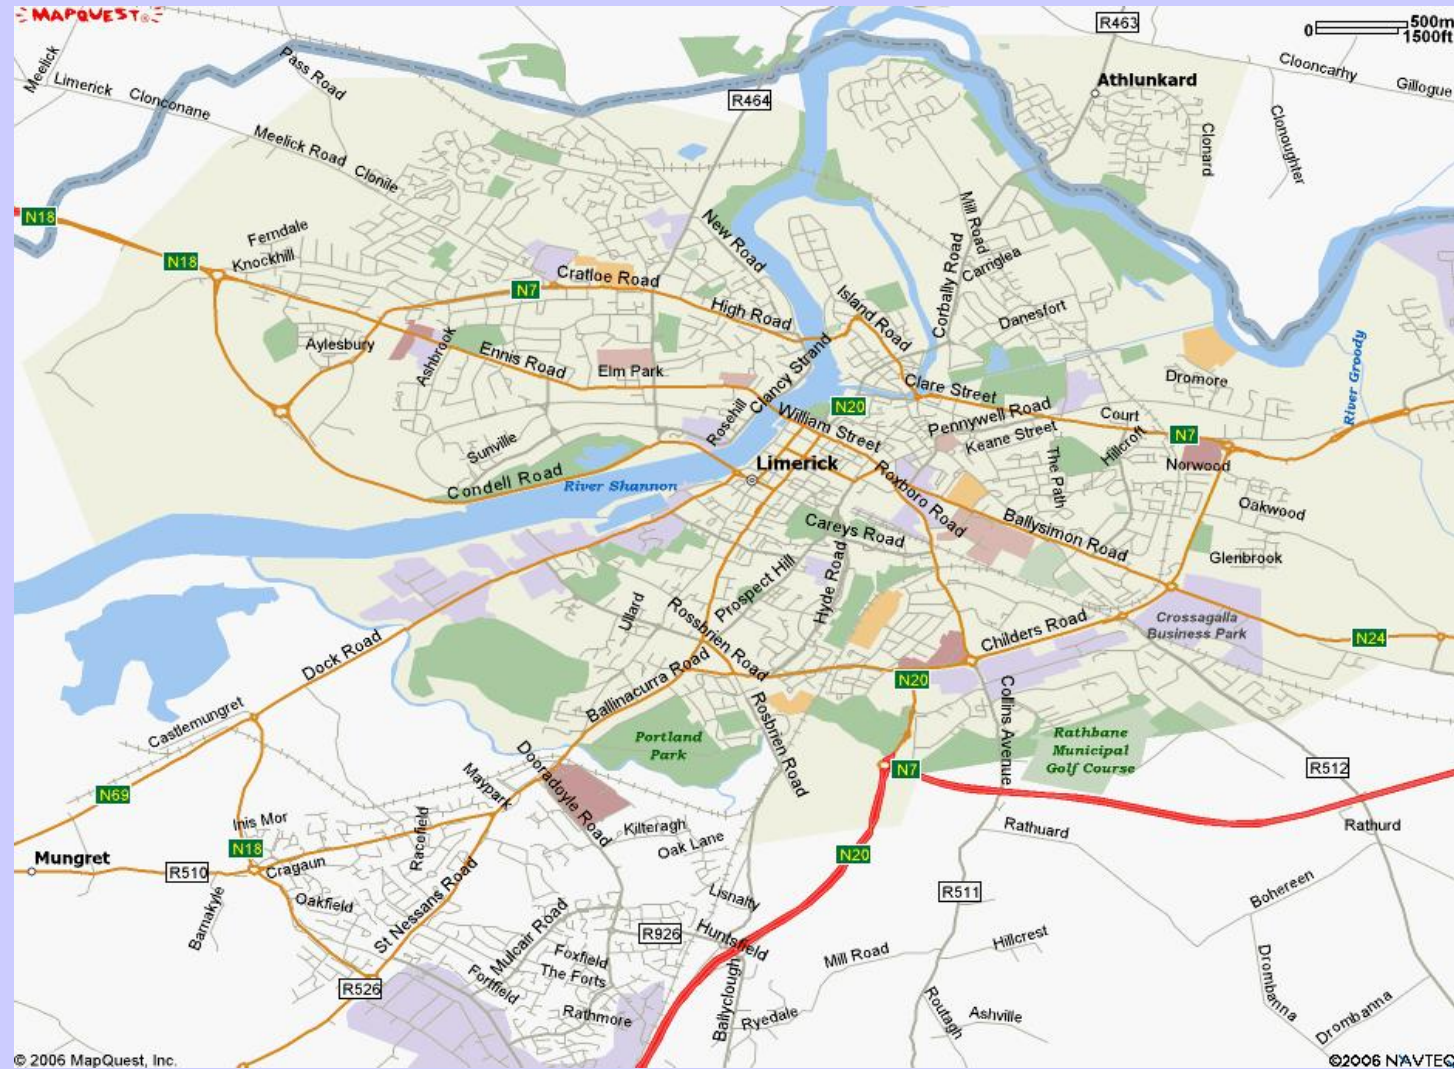 MAPQUEST
R463
0 500m
1500ft
Meelick
Pass Road
Clooncarhy
Gillogue
Limerick
Clonconane
R464
Athlunkard
Meelick Road
Clonile
Clonard
Clonoughter
N18
New Road
Mill Road
Carriglea
Corbally Road
Ferndale
Knockhill
N18
N7
Cratloe Road
High Road
Island Road
Danesfort
River Groody
Aylesbury
Ashbrook
Ennis Road
Elm Park
Clancy Strand
Clare Street
Dromore
N20
Rosehill
William Street
Pennywell Road
Court
N7
Keane Street
Hillcroft
The Path
Norwood
Sunville
Condell Road
River Shannon
Limerick
Roxboro Road
Oakwood
Careys Road
Ballysimon Road
Glenbrook
Prospect Hill
Hyde Road
Ullard
Rossbrien Road
Childers Road
Crossagalla
Business Park
N24
Dock Road
Ballinacurra Road
N20
Collins Avenue
Castlemungret
Portland
Park
Rosbrien Road
Rathbane
Municipal
Golf Course
R512
N7
Maypark
Dooradoyle Road
N69
Inis Mor
Racefield
Kilteragh
Oak Lane
Rathuard
Rathurd
N18
N20
Mungret
R510
Cragaun
R511
Bohereen
Barnakyle
Oakfield
St Nessans Road
Lisnalty
Mulcair Road
R926
Huntsfield
Mill Road
Hillcrest
Foxfield
The Forts
Fortfield
R526
Rathmore
Ballyclough
Ryedale
Routagh
Ashville
Drombanna
Drombanna
© 2006 MapQuest, Inc.
©2006 NAVTEQ